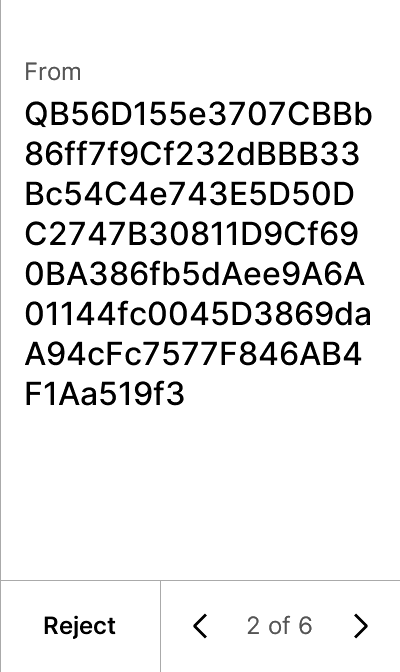 From
QB56D155e3707CBBb
86ff7f9Cf232dBBB33
Bc54C4e743E5D50D
C2747B30811D9Cf69
0BA386fb5dAee9A6A
01144fc0045D3869da
A94cFc7577F846AB4
F1Aa519f3
Reject
2 of 6